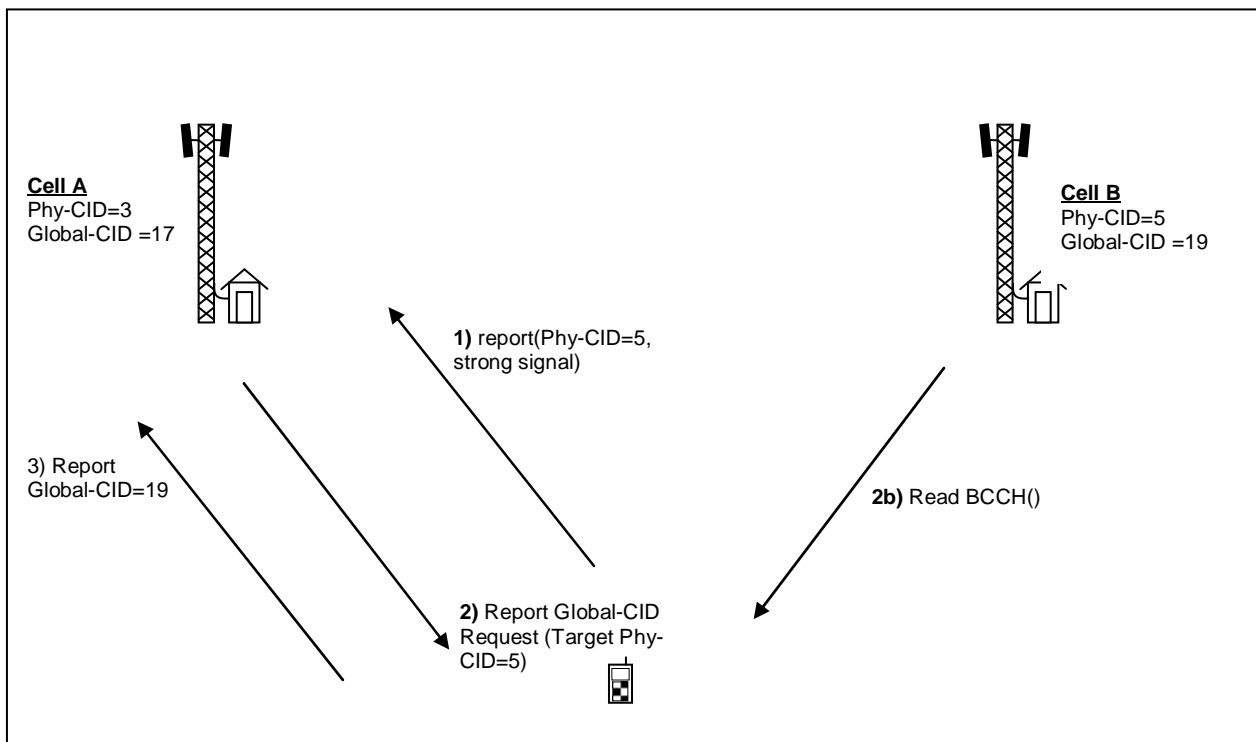 Cell A
Phy-CID=3
Global-CID =17
Cell B
Phy-CID=5
Global-CID =19
1) report(Phy-CID=5,
strong signal)
3) Report
Global-CID=19
2b) Read BCCH()
2) Report Global-CID
Request (Target Phy-
CID=5)